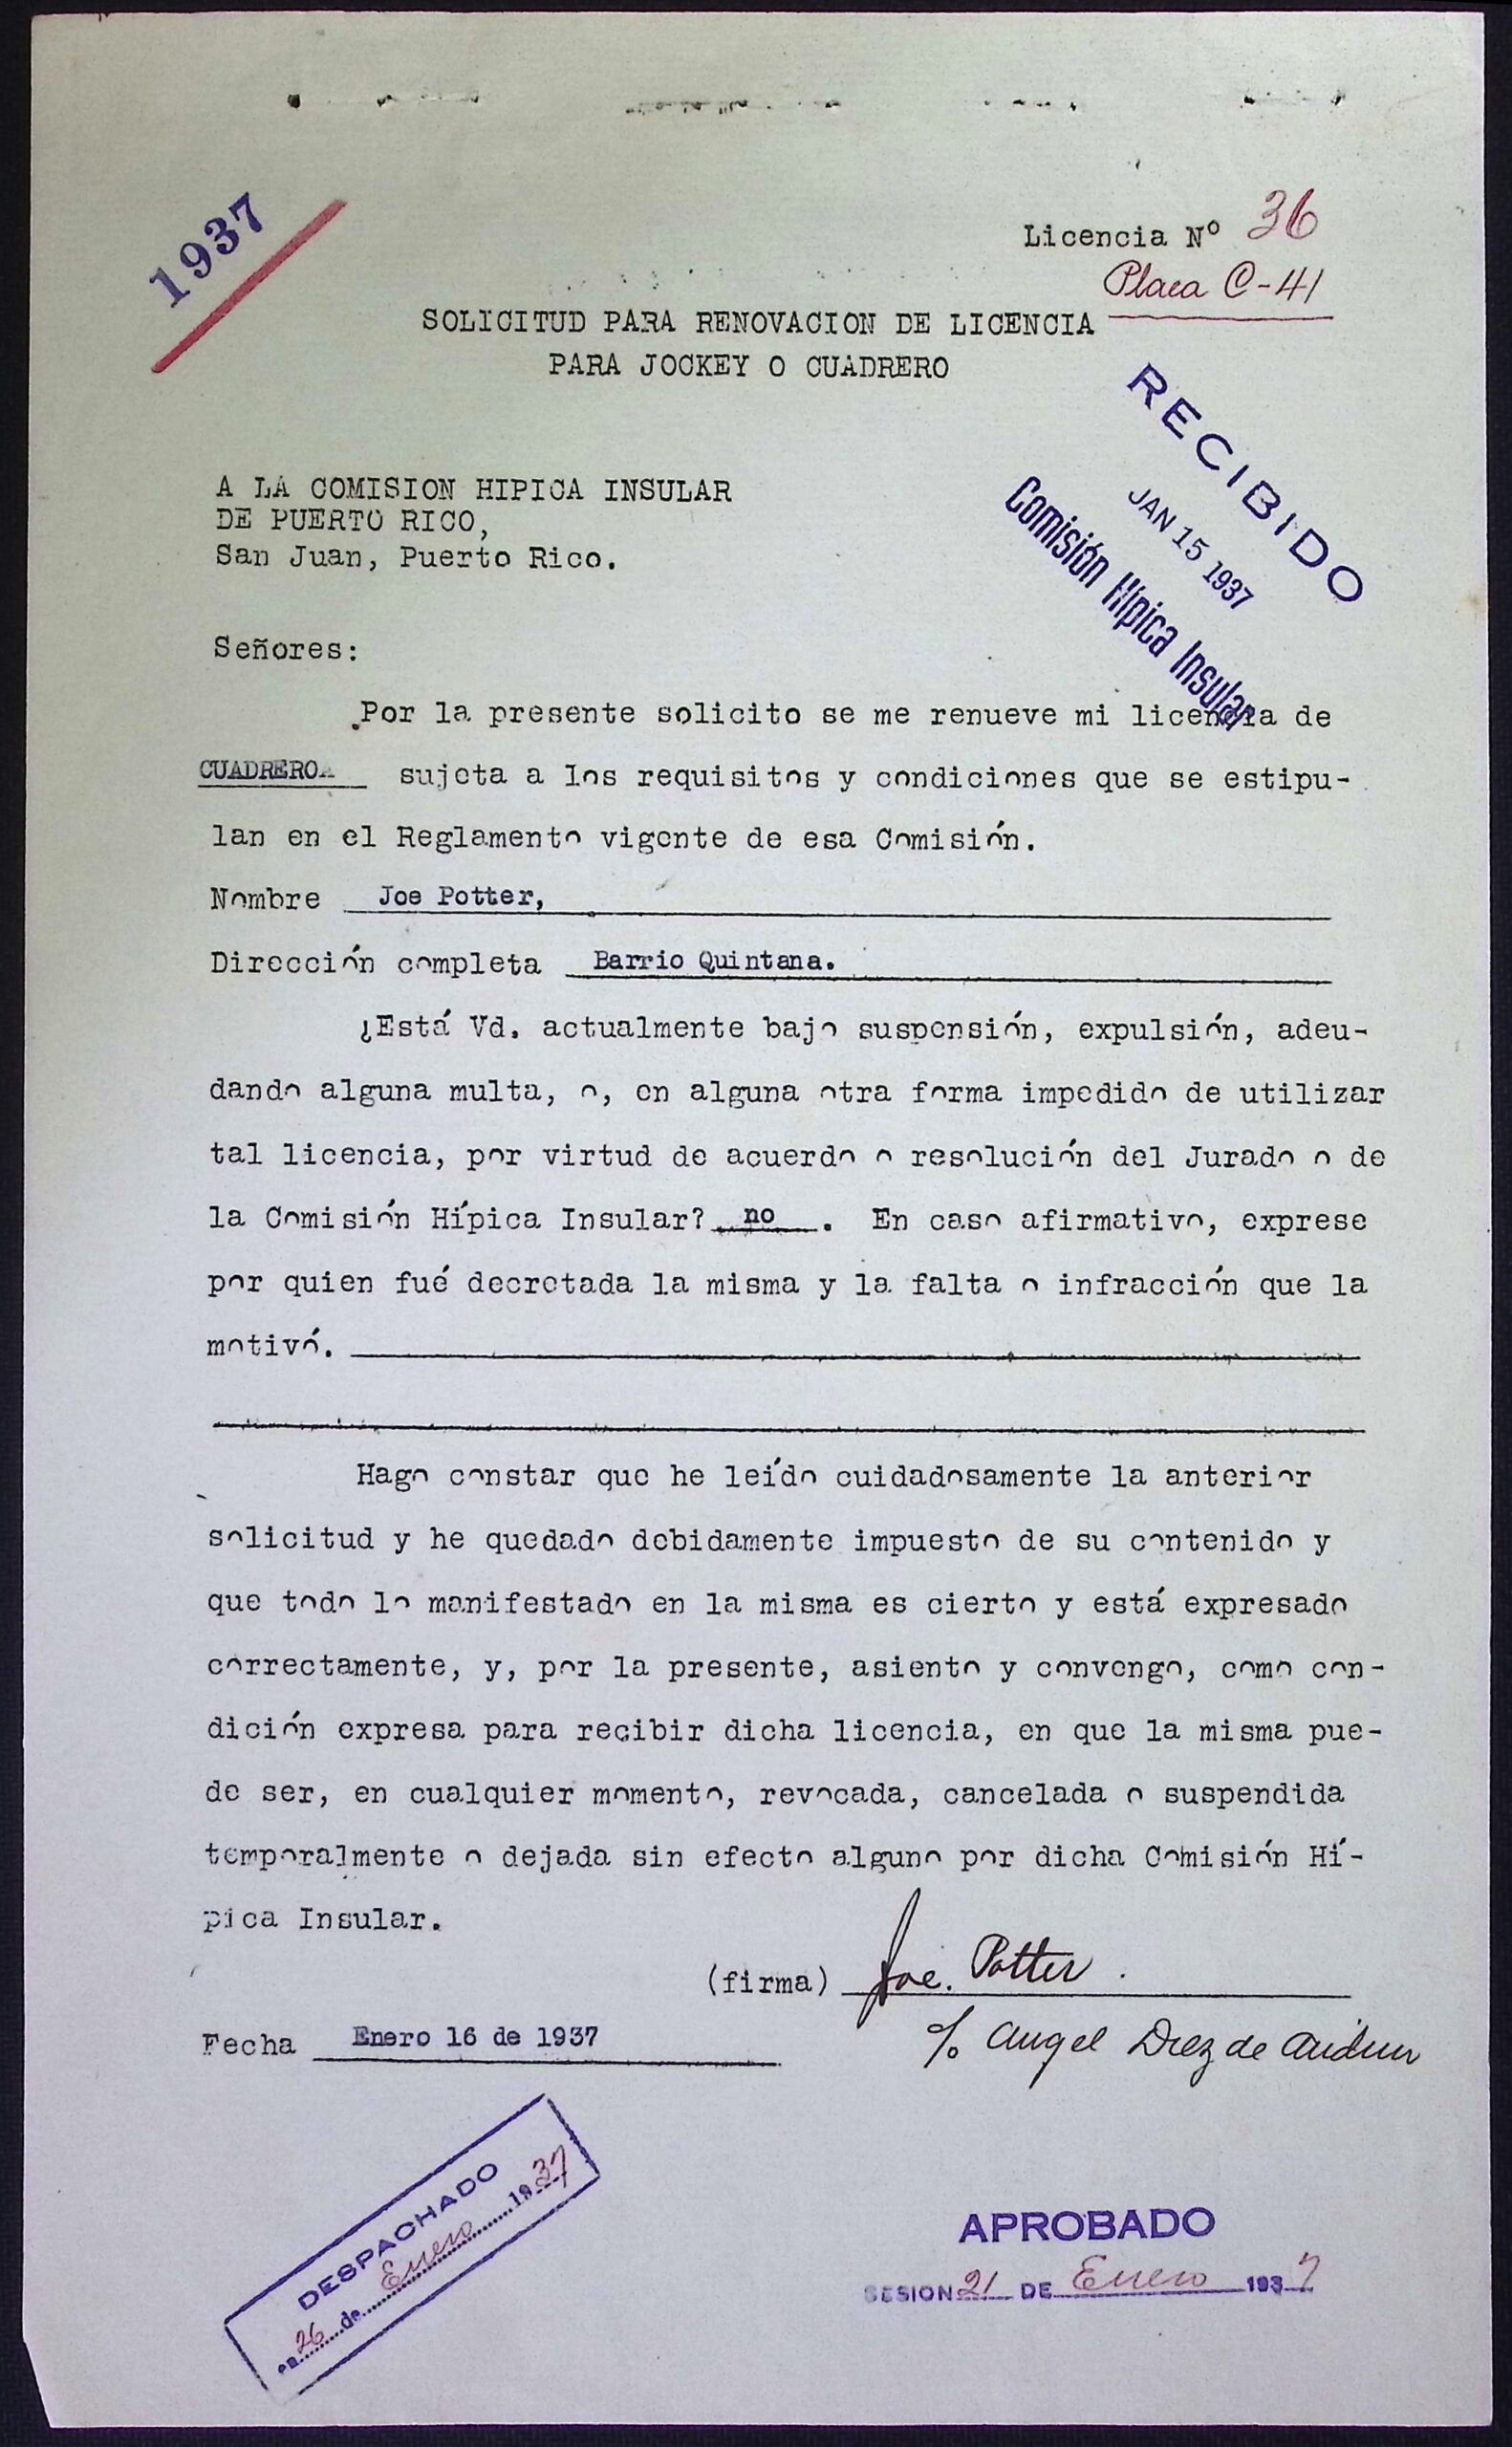 1937
Licencia Nº 36
Placa C-41
SOLICITUD PARA RENOVACION DE LICENCIA
PARA JOCKEY O CUADRERO
RECIBIDO
JAN 15 1937
Comisión Hípica Insular
A LA COMISION HIPICA INSULAR
DE PUERTO RICO,
San Juan, Puerto Rico.
Señores:
Por la presente solicito se me renueve mi licencia de
CUADRERO sujeta a los requisitos y condiciones que se estipu-
lan en el Reglamento vigente de esa Comisión.
Nombre Joe Potter,
Dirección completa Barrio Quintana.
¿Está Vd. actualmente bajo suspensión, expulsión, adeu-
dando alguna multa, o, en alguna otra forma impedido de utilizar
tal licencia, por virtud de acuerdo o resolución del Jurado o de
la Comisión Hípica Insular? no. En caso afirmativo, exprese
por quien fué decretada la misma y la falta o infracción que la
motivó.
Hago constar que he leído cuidadosamente la anterior
solicitud y he quedado debidamente impuesto de su contenido y
que todo lo manifestado en la misma es cierto y está expresado
correctamente, y, por la presente, asiento y convengo, como con-
dición expresa para recibir dicha licencia, en que la misma pue-
de ser, en cualquier momento, revocada, cancelada o suspendida
temporalmente o dejada sin efecto alguno por dicha Comisión Hí-
pica Insular.
(firma) Joe. Potter.
Fecha Enero 16 de 1937
% Angel Diez de
DESPACHADO
en 26 de Enero 1937
APROBADO
SESION 21 DE Enero 1937